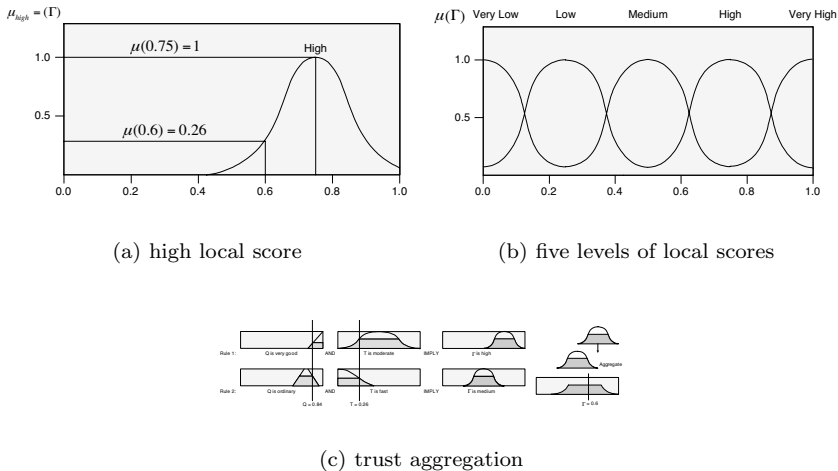 μhigh = (Γ)
1.0
0.5
μ(0.75) = 1
High
μ(0.6) = 0.26
0.0 0.2 0.4 0.6 0.8 1.0
(a) high local score
μ(Γ) Very Low Low Medium High Very High
1.0
0.5
0.0 0.2 0.4 0.6 0.8 1.0
(b) five levels of local scores
Rule 1: Q is very good AND T is moderate IMPLY Γ is high
Aggregate
Rule 2: Q is ordinary AND T is fast IMPLY Γ is medium
Q = 0.84 T = 0.26 Γ = 0.6
(c) trust aggregation